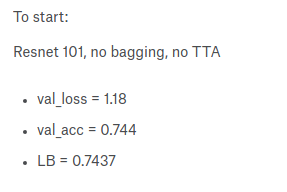 To start:
Resnet 101, no bagging, no TTA
• val_loss = 1.18
• val_acc = 0.744
• LB = 0.7437